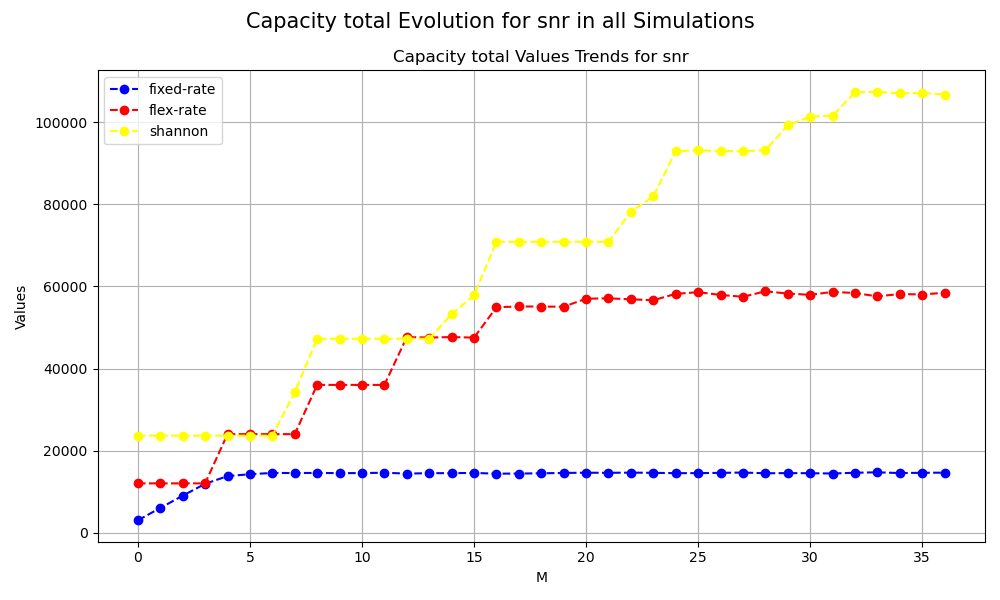 Capacity total Evolution for snr in all Simulations
Capacity total Values Trends for snr
fixed-rate
flex-rate
shannon
100000
80000
60000
40000
20000
0
Values
0 5 10 15 20 25 30 35
M